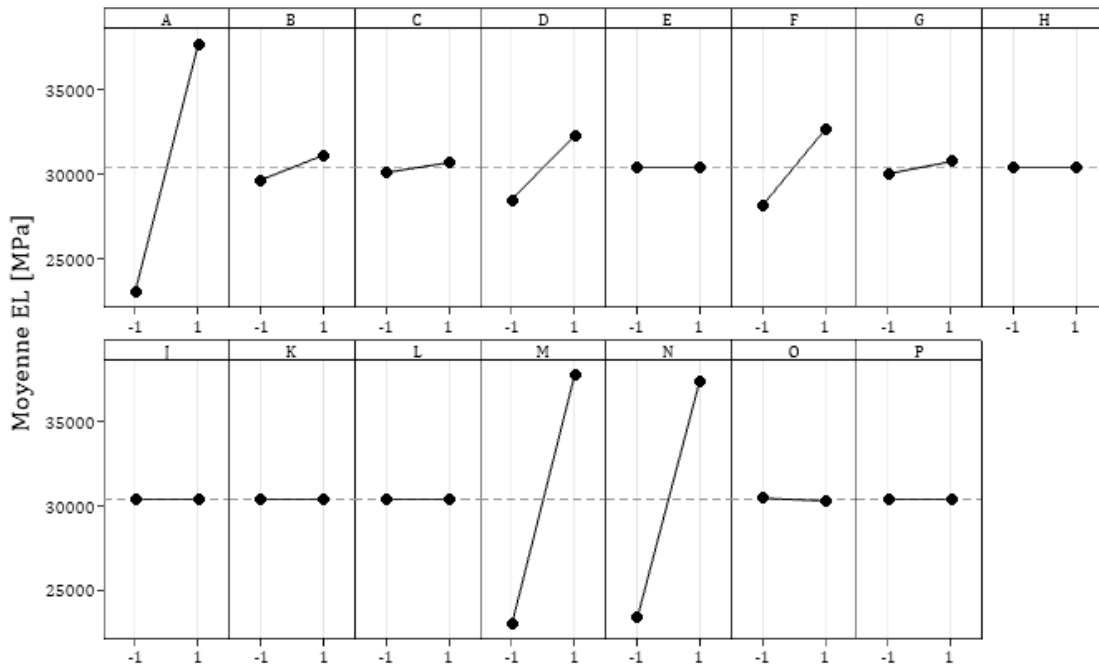 A B C D E F G H
35000
30000
25000
-1 1 -1 1 -1 1 -1 1 -1 1 -1 1 -1 1 -1 1
J K L M N O P
35000
30000
25000
-1 1 -1 1 -1 1 -1 1 -1 1 -1 1 -1 1
Moyenne EL [MPa]